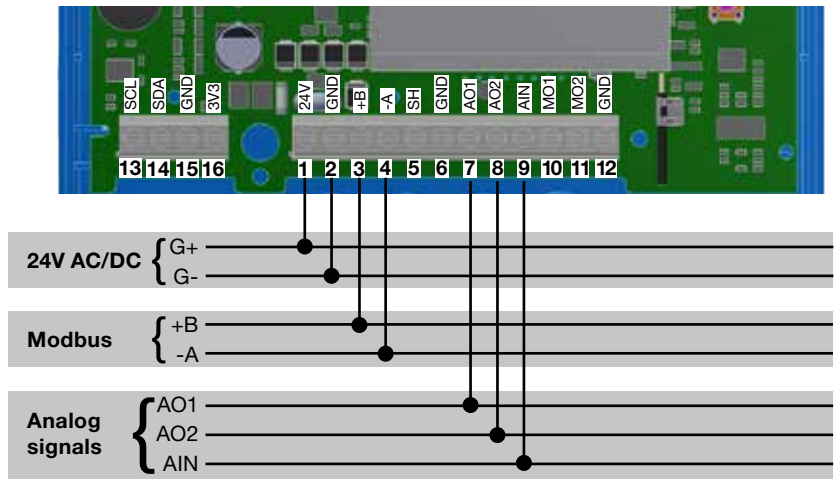 SCL SDA GND 3V3 24V GND +B -A SH GND AO1 AO2 AIN MO1 MO2 GND
13 14 15 16 1 2 3 4 5 6 7 8 9 10 11 12
24V AC/DC { G+
G-
Modbus { +B
-A
Analog
signals { AO1
AO2
AIN